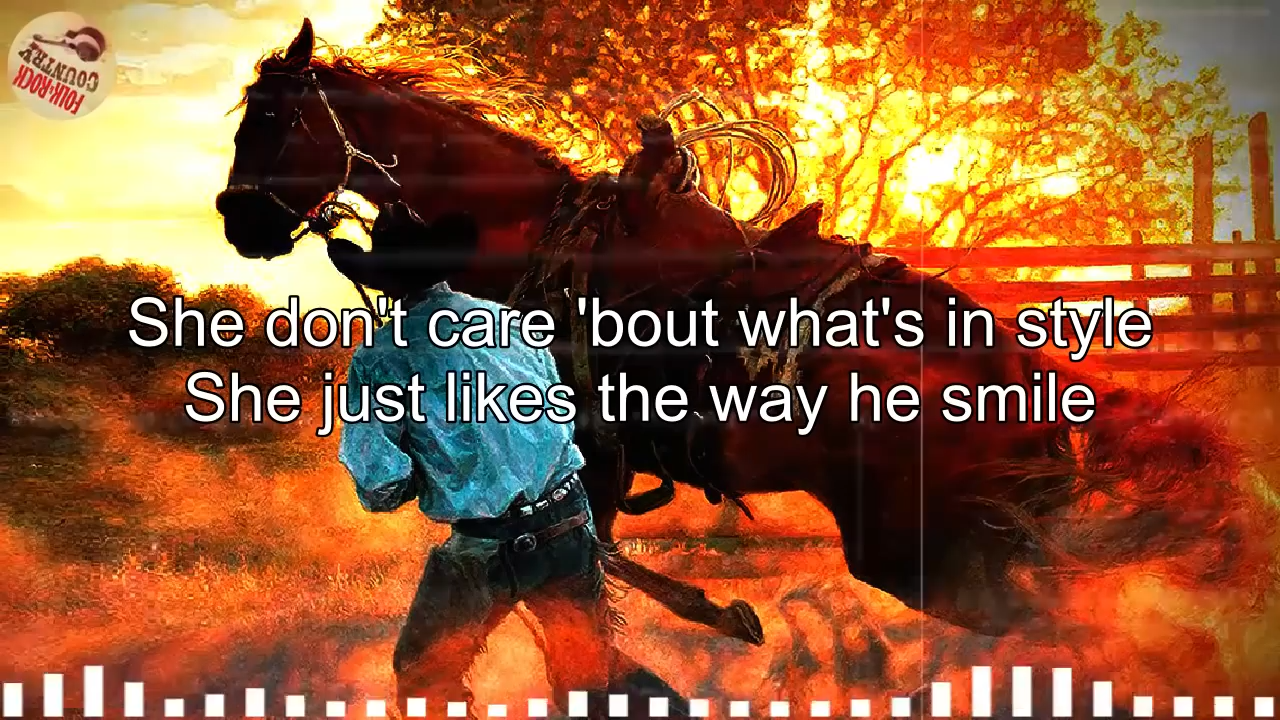 COUNTRY
FOLK-ROCK
She don't care 'bout what's in style
She just likes the way he smile